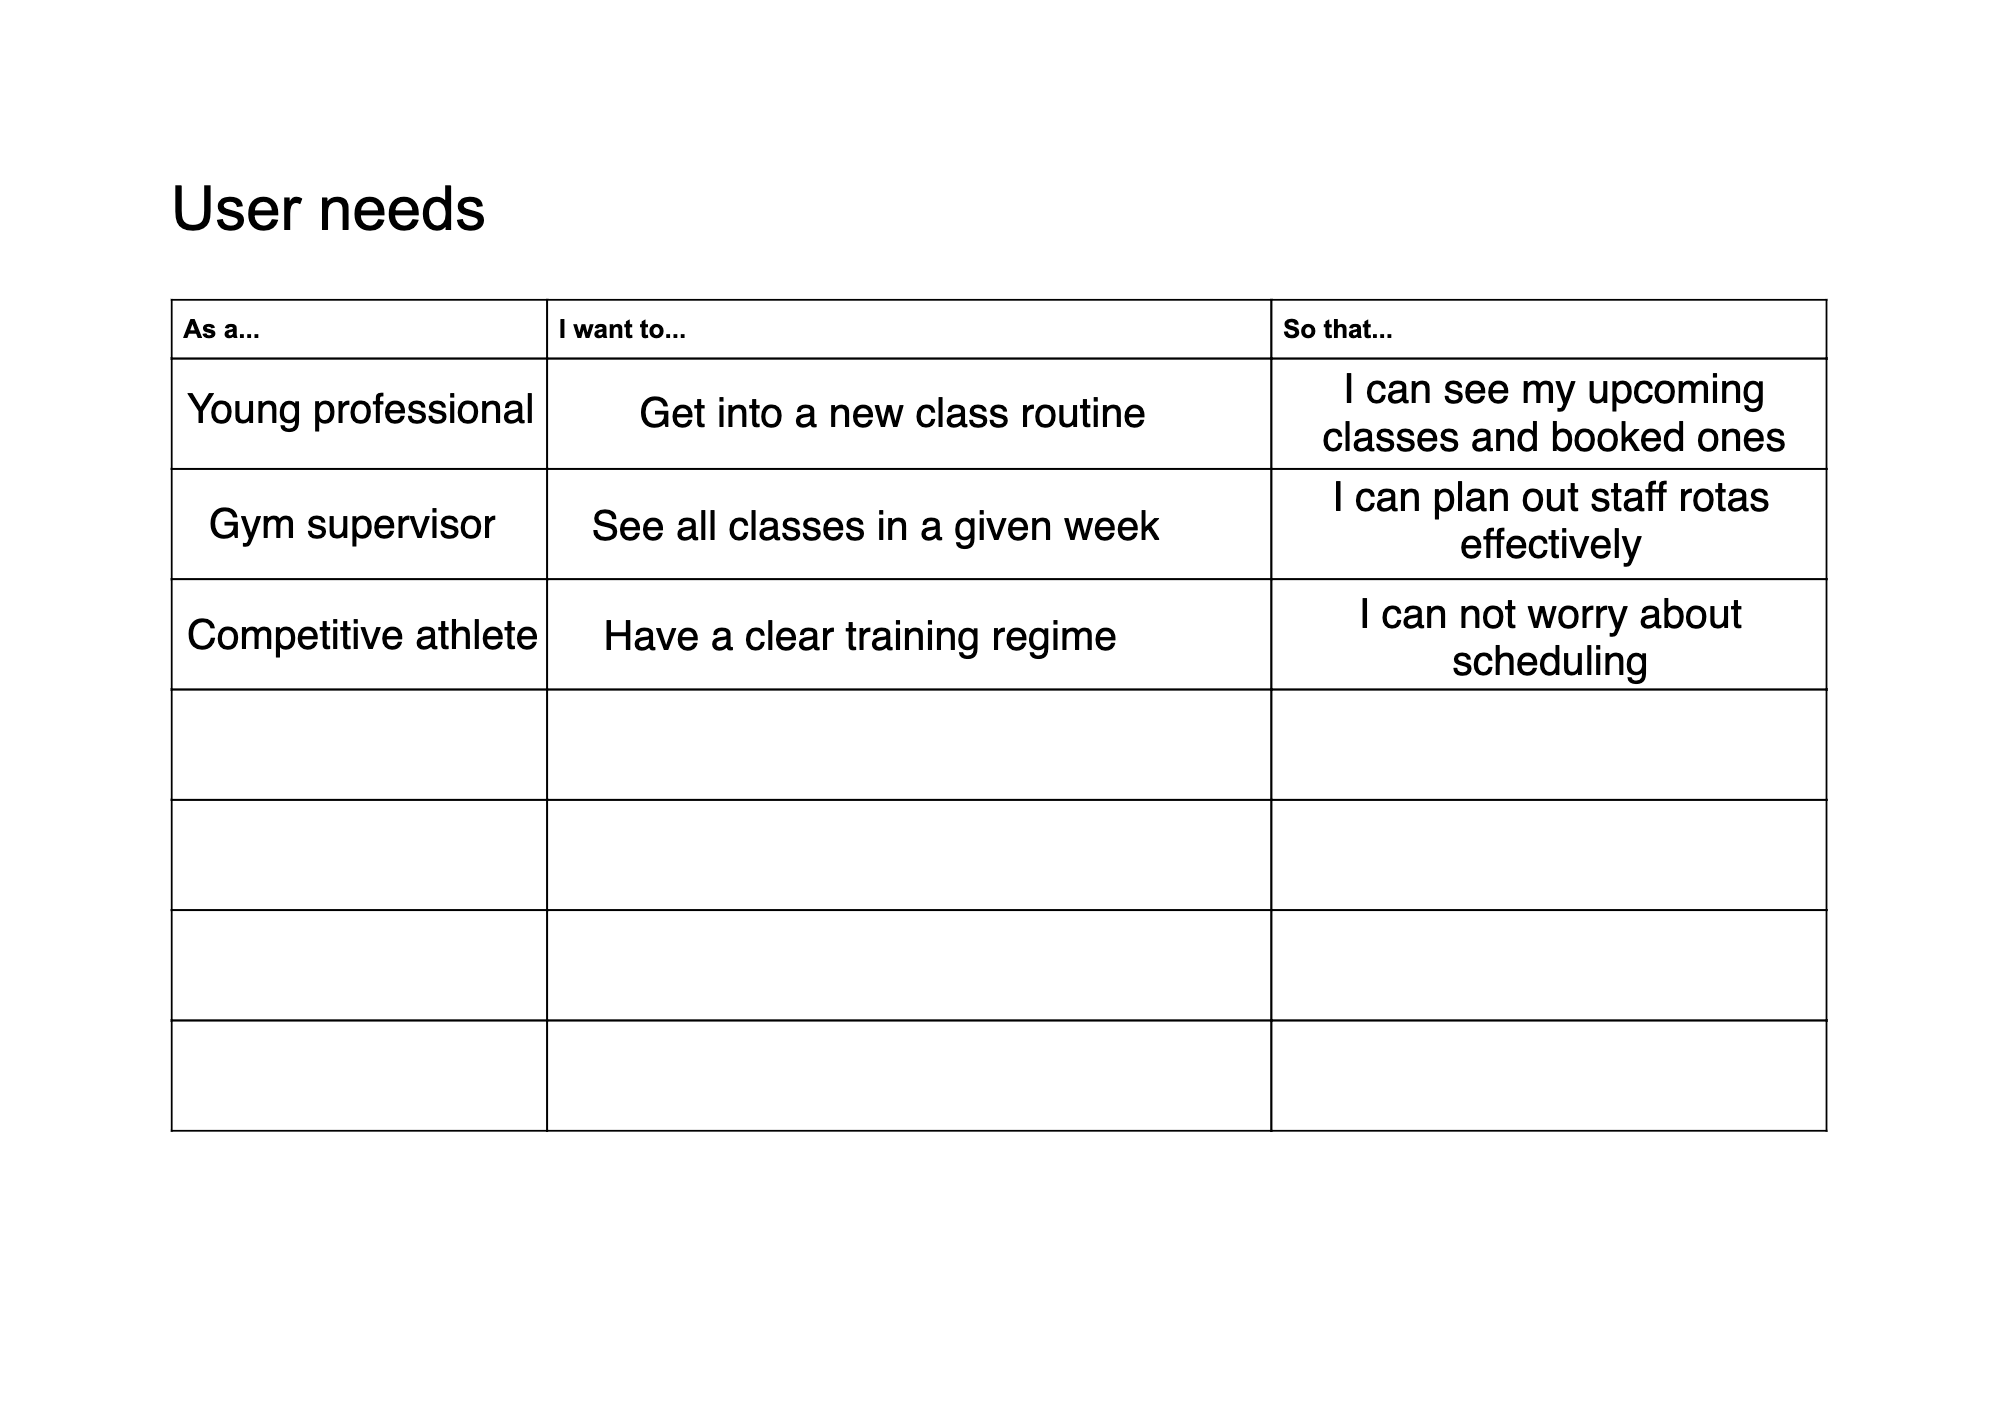 User needs
As a...
I want to...
So that...
Young professional
Get into a new class routine
I can see my upcoming
classes and booked ones
Gym supervisor
See all classes in a given week
I can plan out staff rotas
effectively
Competitive athlete
Have a clear training regime
I can not worry about
scheduling